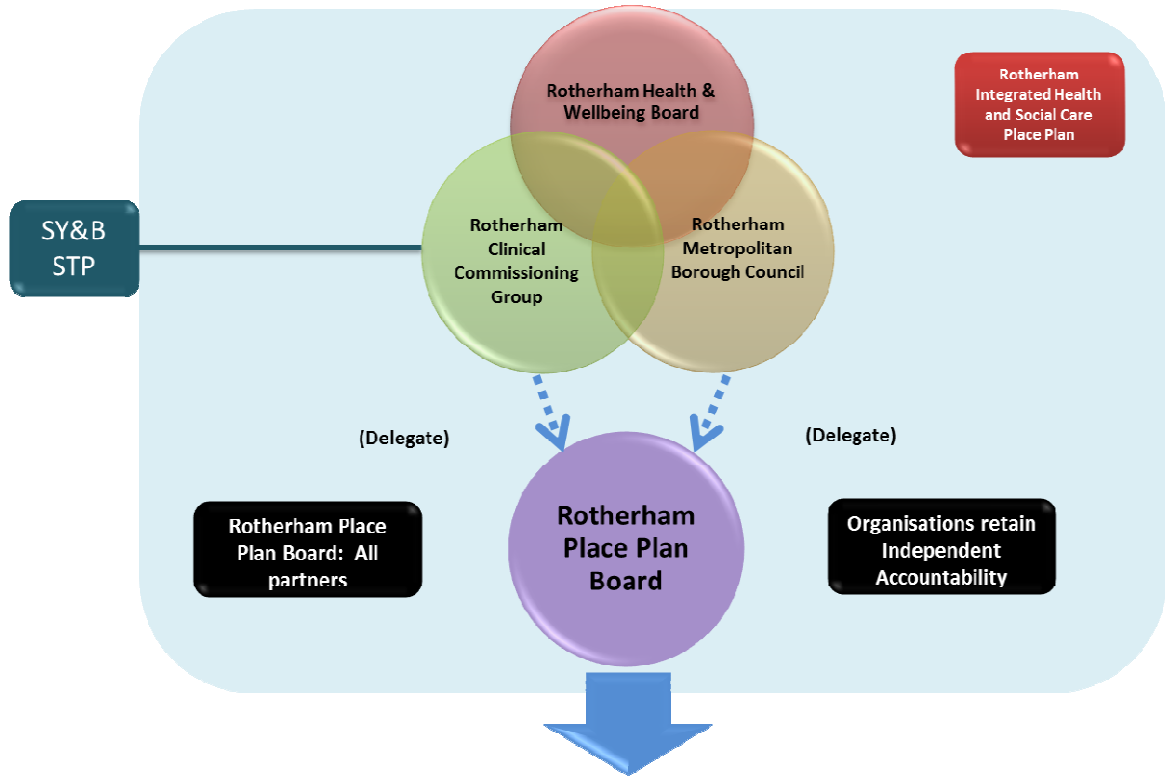 Rotherham Health &
Wellbeing Board
Rotherham
Integrated Health
and Social Care
Place Plan
SY&B
STP
Rotherham
Clinical
Commissioning
Group
Rotherham
Metropolitan
Borough Council
(Delegate)
(Delegate)
Rotherham Place
Plan Board: All
partners
Rotherham
Place Plan
Board
Organisations retain
Independent
Accountability